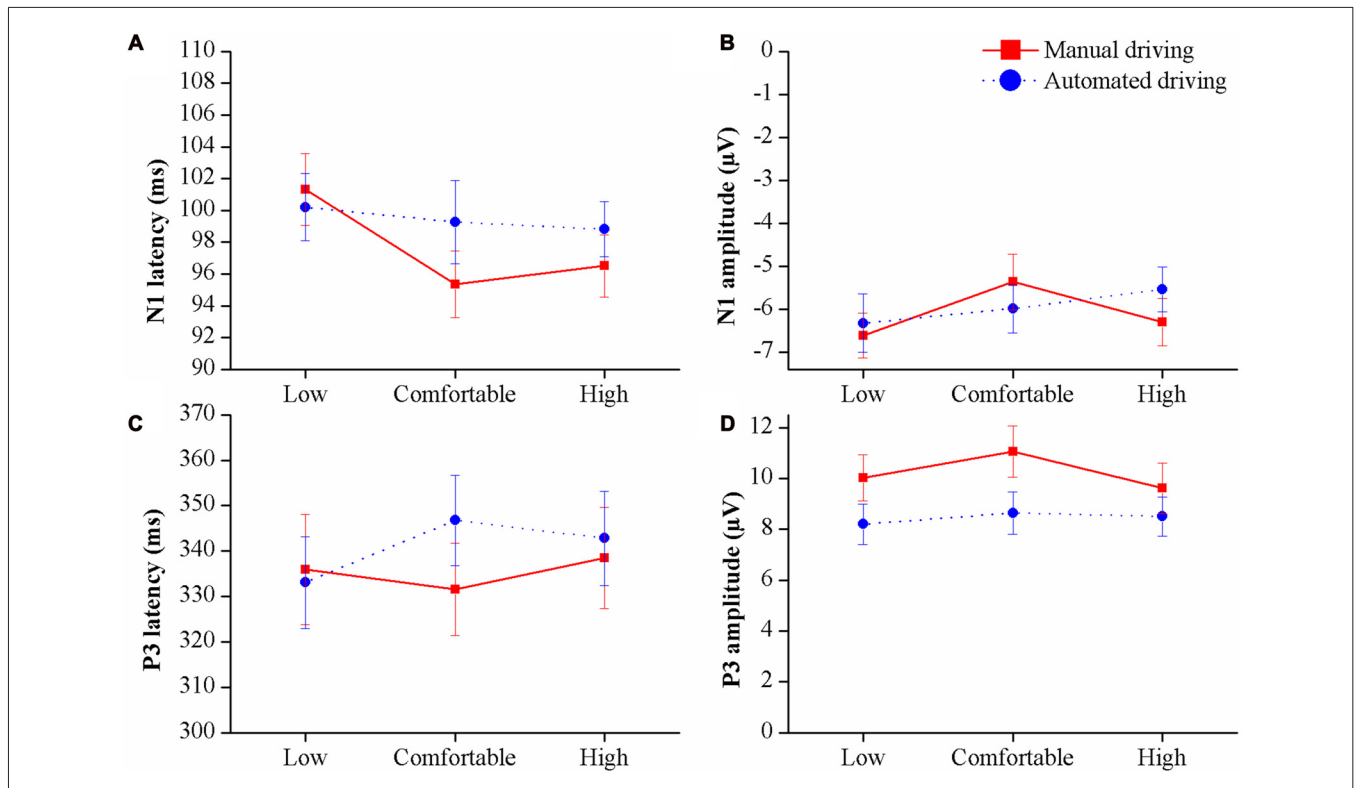 A
N1 latency (ms)
110
108
106
104
102
100
98
96
94
92
90
Low Comfortable High
B
N1 amplitude (µV)
0
-1
-2
-3
-4
-5
-6
-7
Manual driving
Automated driving
Low Comfortable High
C
P3 latency (ms)
370
360
350
340
330
320
310
300
Low Comfortable High
D
P3 amplitude (µV)
12
10
8
6
4
2
0
Low Comfortable High